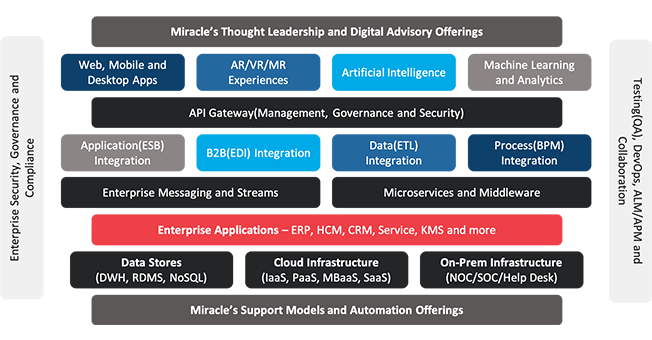 Miracle's Thought Leadership and Digital Advisory Offerings
Web, Mobile and
Desktop Apps
AR/VR/MR
Experiences
Artificial Intelligence
Machine Learning
and Analytics
API Gateway(Management, Governance and Security)
Application(ESB)
Integration
B2B(EDI) Integration
Data(ETL)
Integration
Process(BPM)
Integration
Enterprise Messaging and Streams
Microservices and Middleware
Enterprise Applications – ERP, HCM, CRM, Service, KMS and more
Data Stores
(DWH, RDMS, NoSQL)
Cloud Infrastructure
(IaaS, PaaS, MBaaS, SaaS)
On-Prem Infrastructure
(NOC/SOC/Help Desk)
Miracle's Support Models and Automation Offerings
Enterprise Security, Governance and
Compliance
Testing(QA), DevOps, ALM/APM and
Collaboration